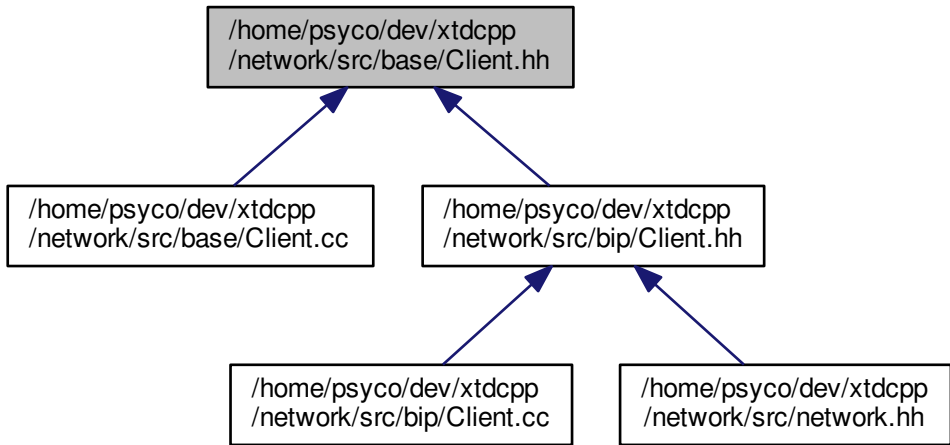 /home/psyco/dev/xtdcpp
/network/src/base/Client.hh
/home/psyco/dev/xtdcpp
/network/src/base/Client.cc
/home/psyco/dev/xtdcpp
/network/src/bip/Client.hh
/home/psyco/dev/xtdcpp
/network/src/bip/Client.cc
/home/psyco/dev/xtdcpp
/network/src/network.hh